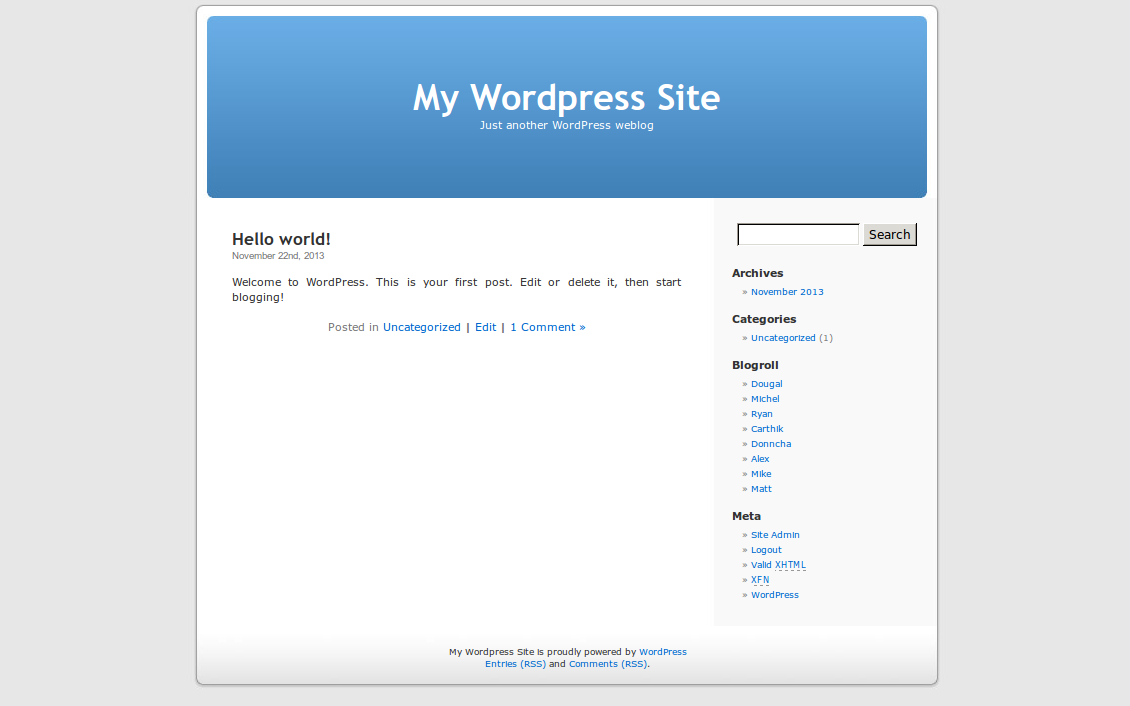 My Wordpress Site
Just another WordPress weblog
Hello world!
November 22nd, 2013
Welcome to WordPress. This is your first post. Edit or delete it, then start
blogging!
Posted in Uncategorized | Edit | 1 Comment »
Search
Archives
» November 2013
Categories
» Uncategorized (1)
Blogroll
» Dougal
» Michel
» Ryan
» Carthik
» Donncha
» Alex
» Mike
» Matt
Meta
» Site Admin
» Logout
» Valid XHTML
» XFN
» WordPress
My Wordpress Site is proudly powered by WordPress
Entries (RSS) and Comments (RSS).